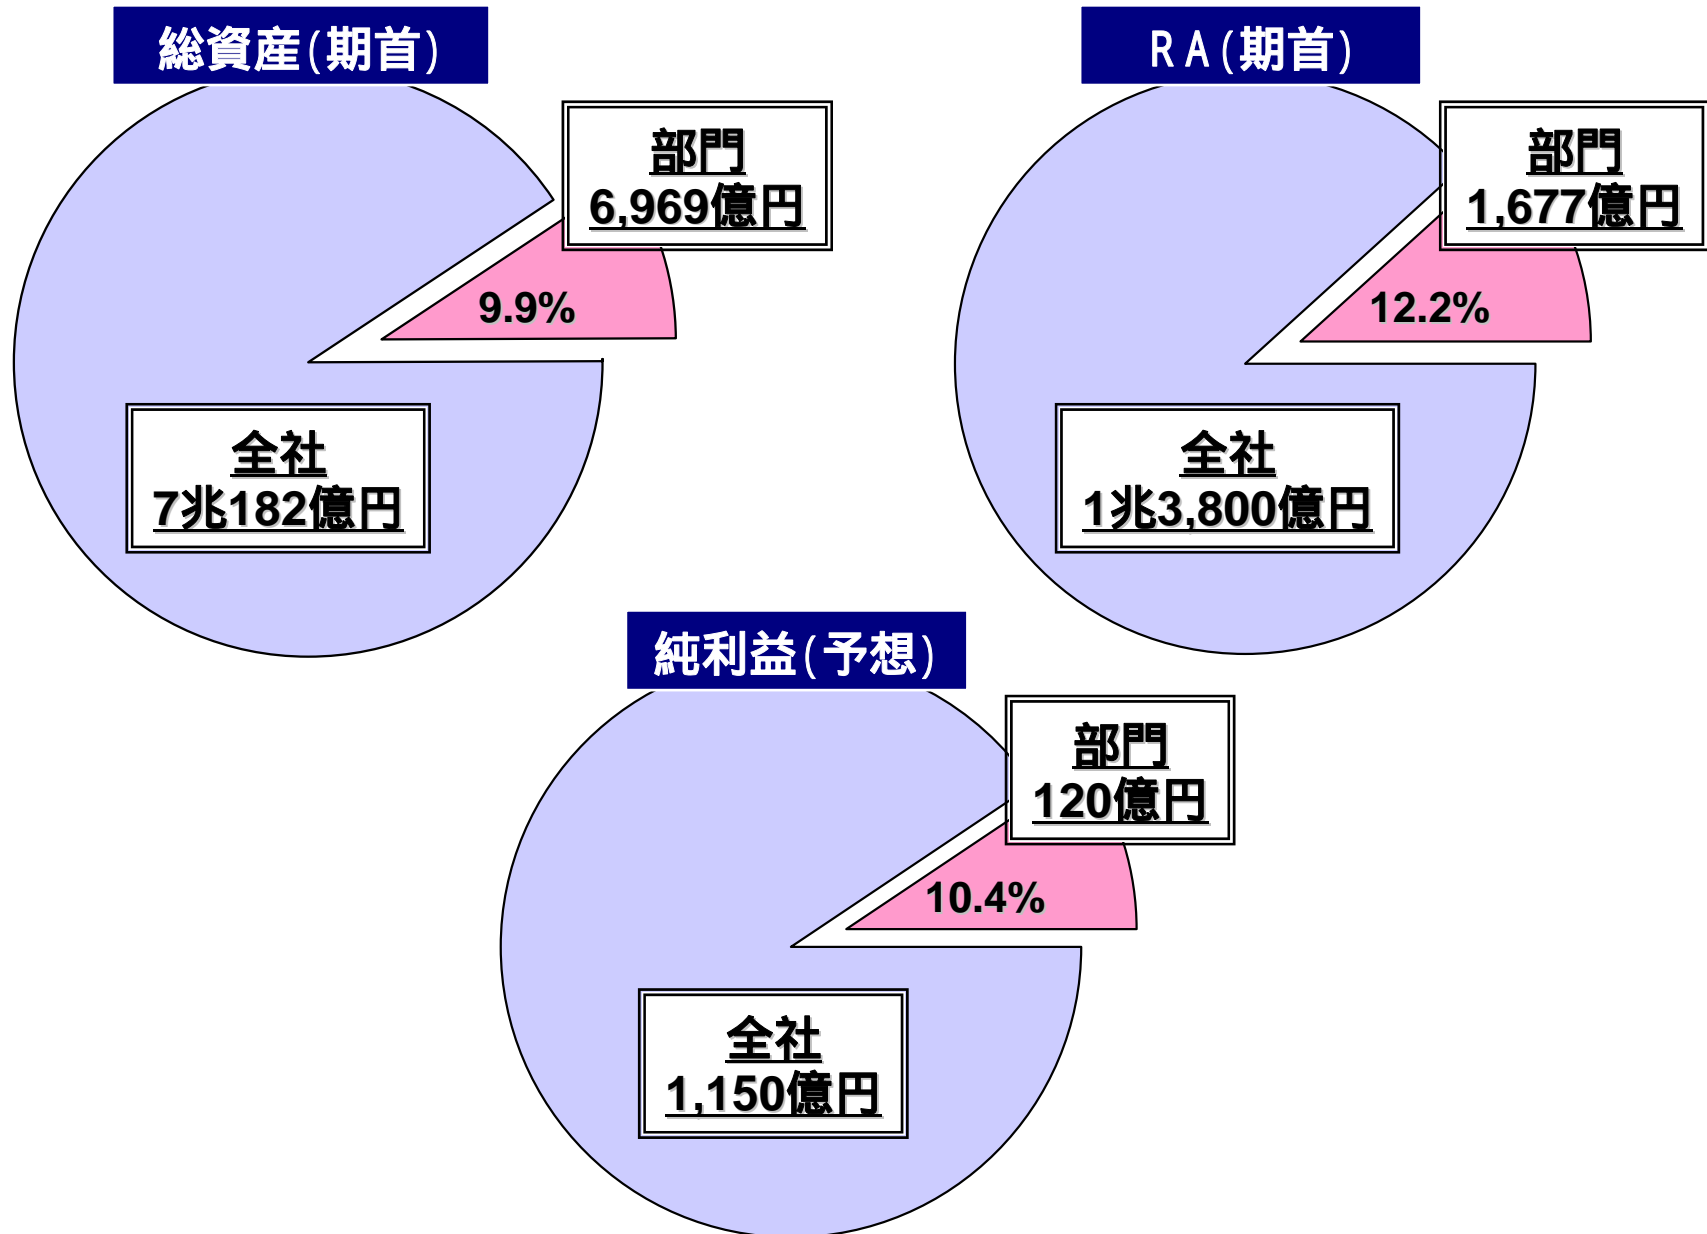 総資産(期首)
部門
6,969億円
9.9%
全社
7兆182億円
RA(期首)
部門
1,677億円
12.2%
全社
1兆3,800億円
純利益(予想)
部門
120億円
10.4%
全社
1,150億円